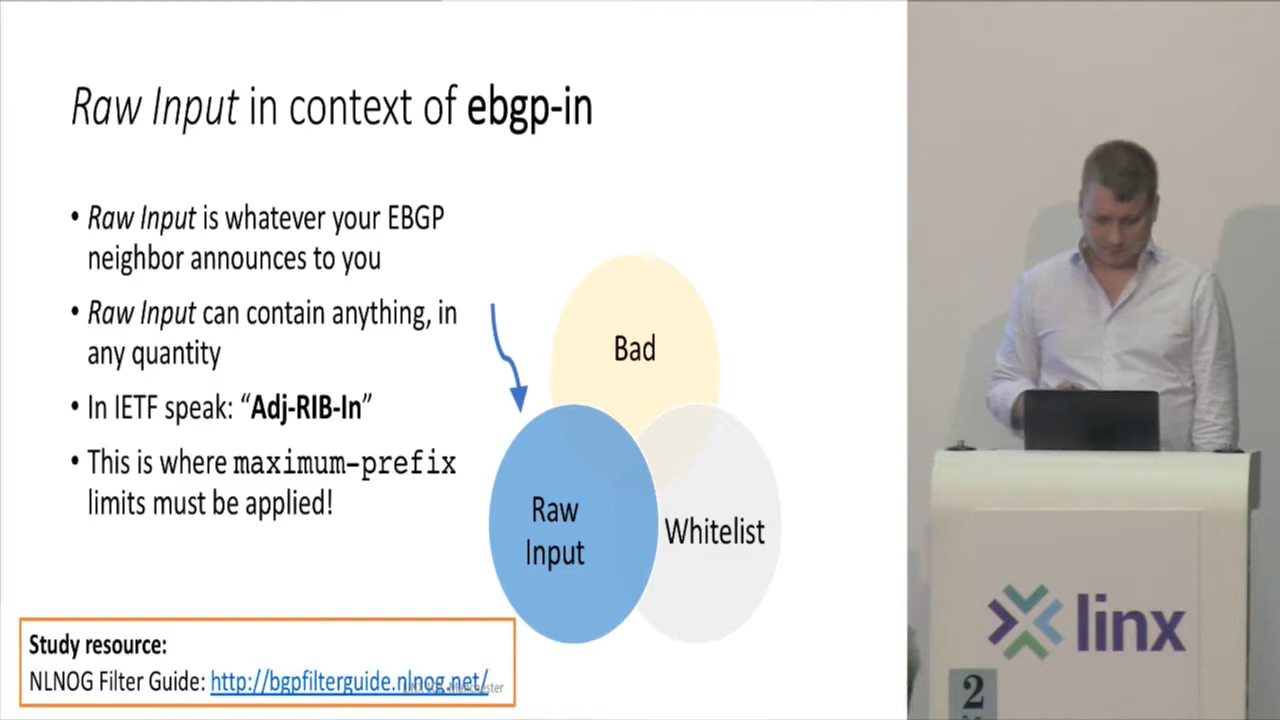 Raw Input in context of ebgp-in
• Raw Input is whatever your EBGP
neighbor announces to you
• Raw Input can contain anything, in
any quantity
• In IETF speak: “Adj-RIB-In”
• This is where maximum-prefix
limits must be applied!
Bad
Raw
Input
Whitelist
Study resource:
NLNOG Filter Guide: http://bgpfilterguide.nlnog.net/
linx
2